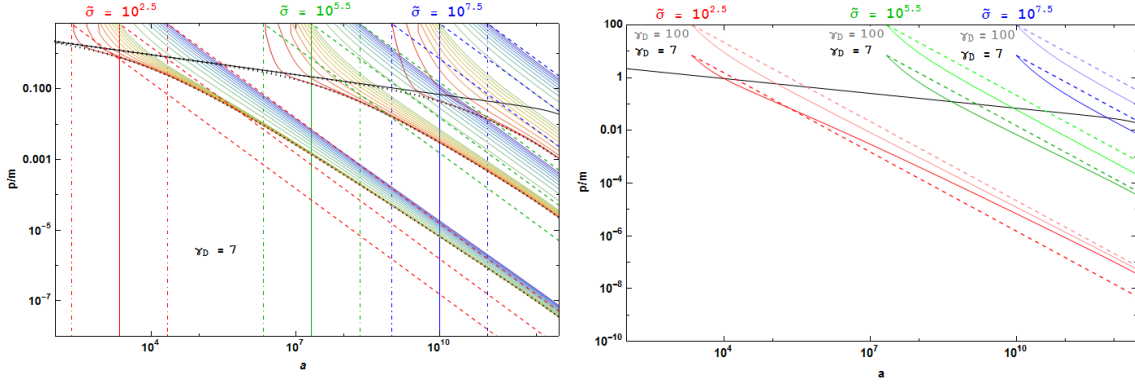 σ̃ = 10^2.5 σ̃ = 10^5.5 σ̃ = 10^7.5
0.100
0.001
10^-5
10^-7
p/m
γD = 7
10^4 10^7 10^10
a
σ̃ = 10^2.5 σ̃ = 10^5.5 σ̃ = 10^7.5
100
1
0.01
10^-4
10^-6
10^-8
10^-10
p/m
γD = 100 γD = 100 γD = 100
γD = 7 γD = 7 γD = 7
10^4 10^7 10^10
a